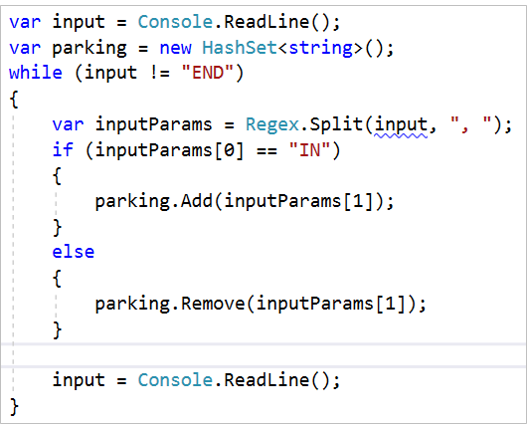 var input = Console.ReadLine();
var parking = new HashSet<string>();
while (input != "END")
{
    var inputParams = Regex.Split(input, ", ");
    if (inputParams[0] == "IN")
    {
        parking.Add(inputParams[1]);
    }
    else
    {
        parking.Remove(inputParams[1]);
    }
    input = Console.ReadLine();
}